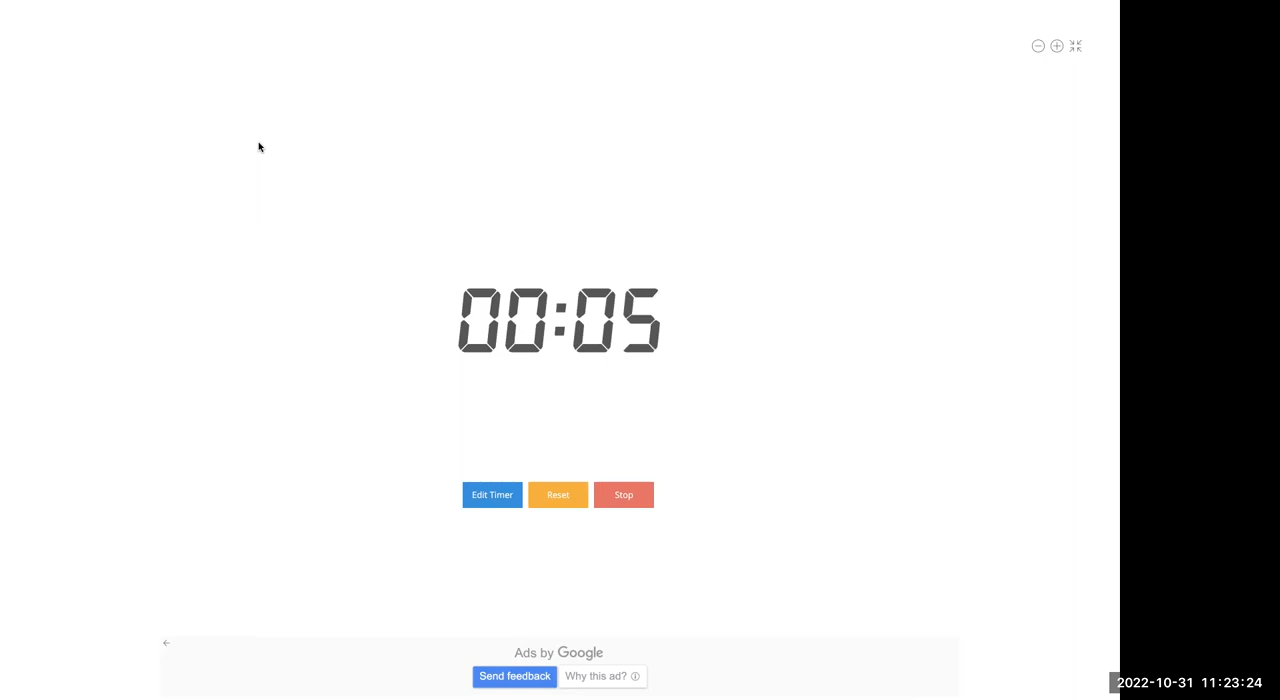 00:05
Edit Timer Reset Stop
Ads by Google
Send feedback Why this ad?
2022-10-31 11:23:24